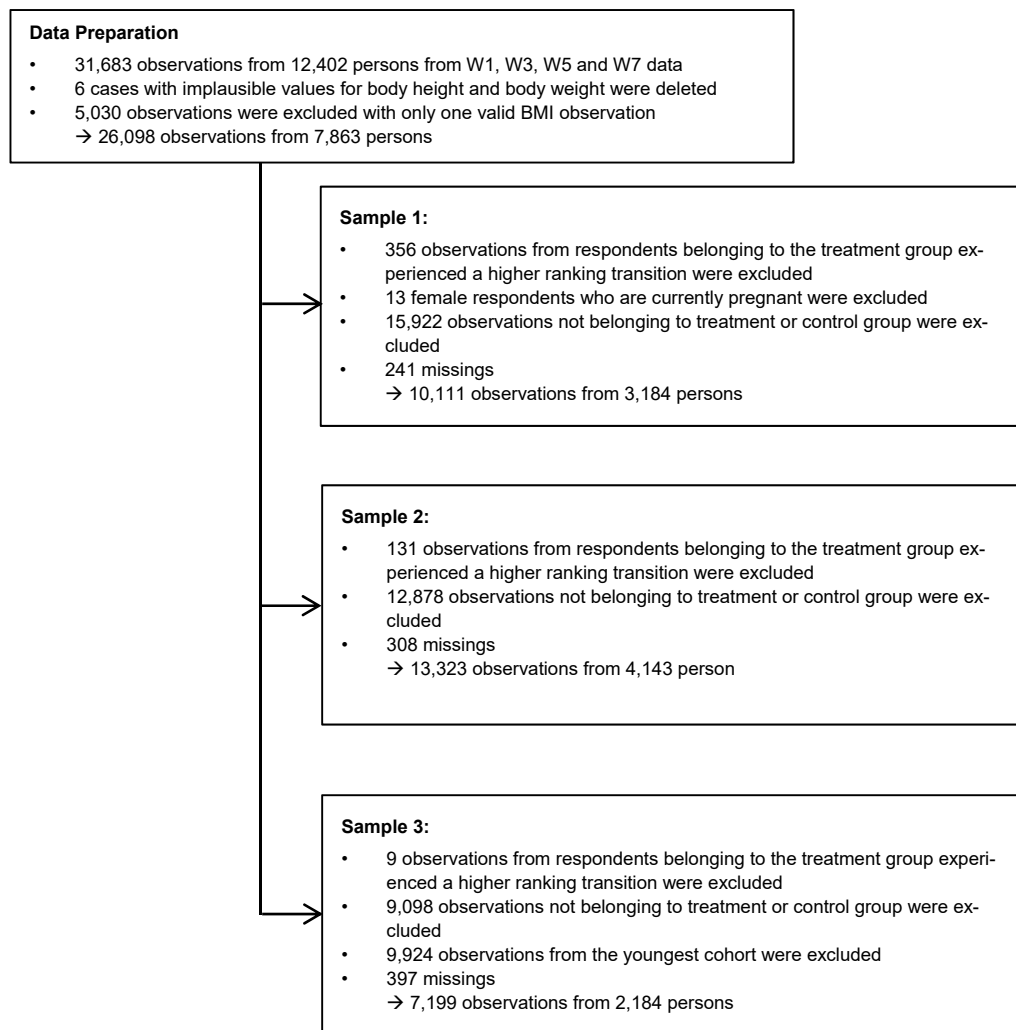 Data Preparation
• 31,683 observations from 12,402 persons from W1, W3, W5 and W7 data
• 6 cases with implausible values for body height and body weight were deleted
• 5,030 observations were excluded with only one valid BMI observation
→ 26,098 observations from 7,863 persons
Sample 1:
• 356 observations from respondents belonging to the treatment group ex-
perienced a higher ranking transition were excluded
• 13 female respondents who are currently pregnant were excluded
• 15,922 observations not belonging to treatment or control group were ex-
cluded
• 241 missings
→ 10,111 observations from 3,184 persons
Sample 2:
• 131 observations from respondents belonging to the treatment group ex-
perienced a higher ranking transition were excluded
• 12,878 observations not belonging to treatment or control group were ex-
cluded
• 308 missings
→ 13,323 observations from 4,143 person
Sample 3:
• 9 observations from respondents belonging to the treatment group experi-
enced a higher ranking transition were excluded
• 9,098 observations not belonging to treatment or control group were ex-
cluded
• 9,924 observations from the youngest cohort were excluded
• 397 missings
→ 7,199 observations from 2,184 persons